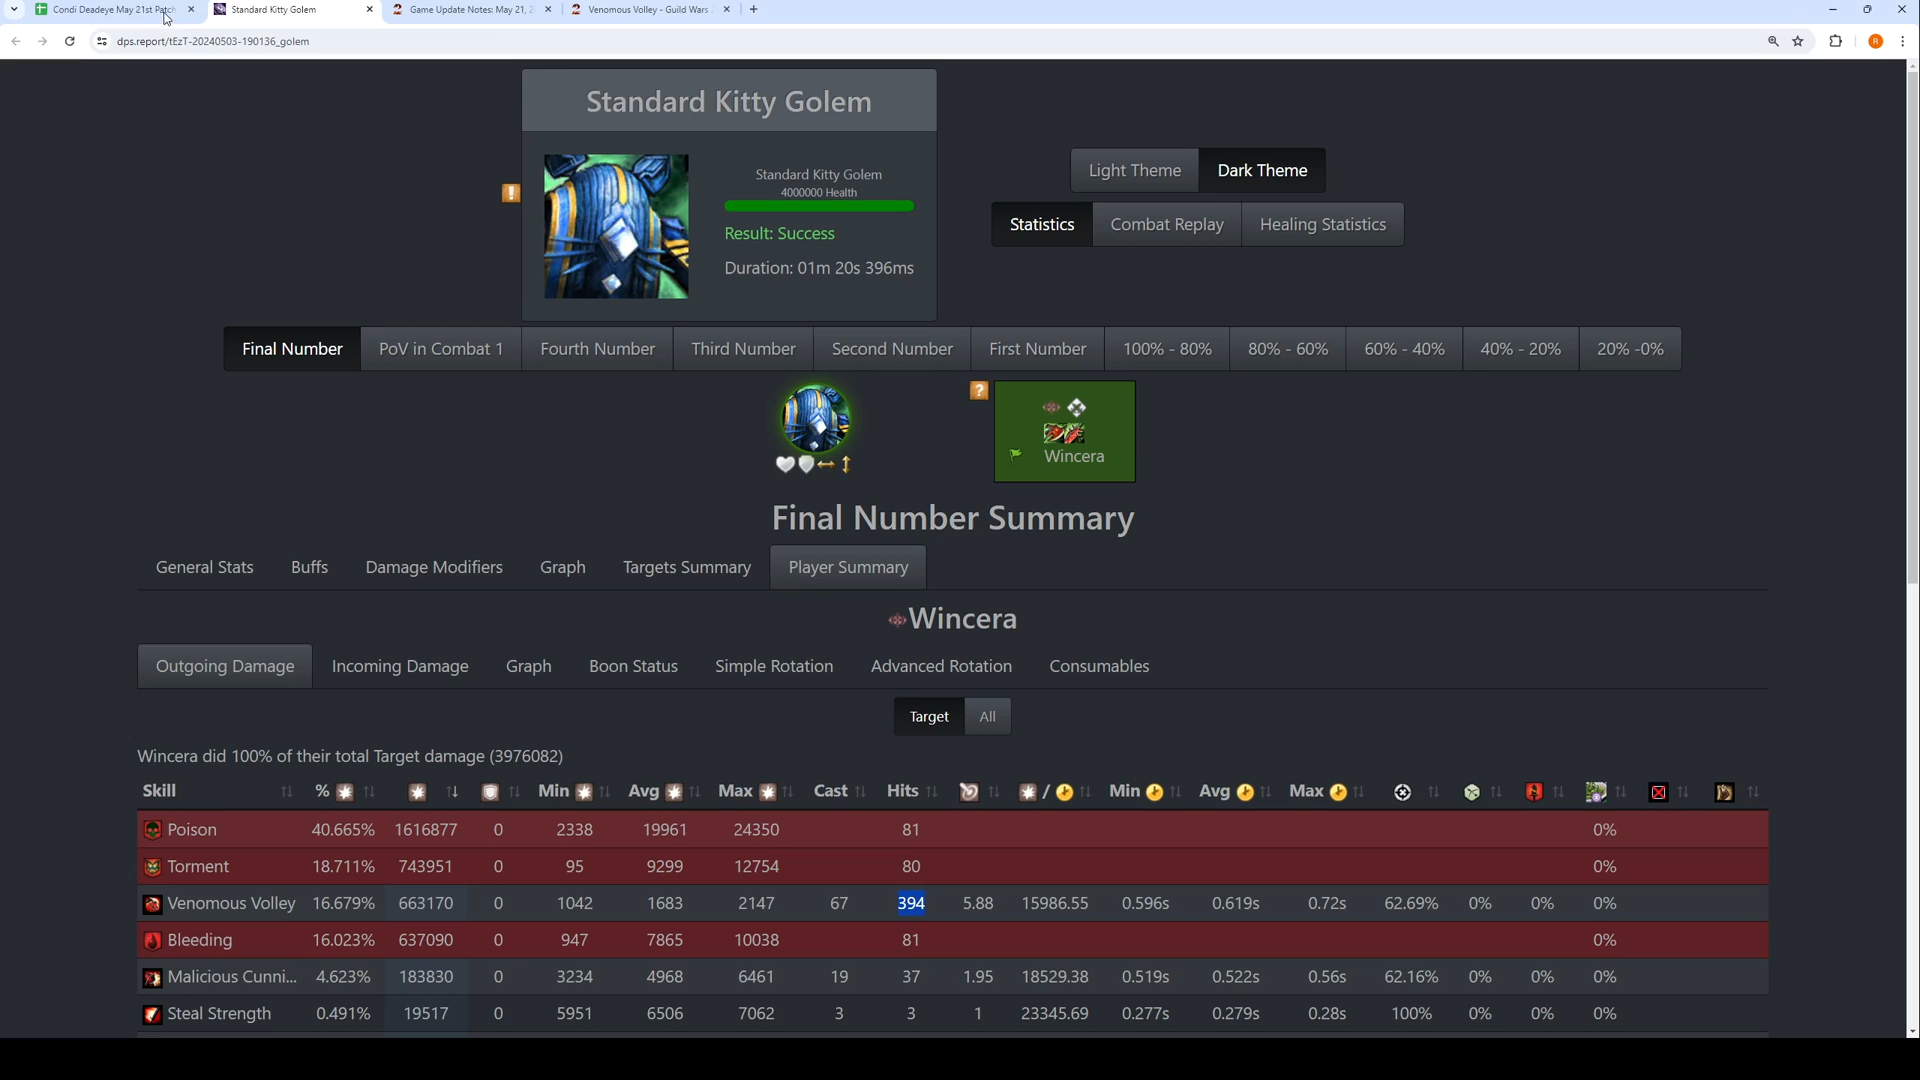 Condi Deadeye May 21st Patch
Standard Kitty Golem
Game Update Notes: May 21, 2
Venomous Volley - Guild Wars
dps.report/tEzT-20240503-190136_golem
R
Standard Kitty Golem
Standard Kitty Golem
4000000 Health
Result: Success
Duration: 01m 20s 396ms
Light Theme Dark Theme
Statistics Combat Replay Healing Statistics
Final Number PoV in Combat 1 Fourth Number Third Number Second Number First Number 100% - 80% 80% - 60% 60% - 40% 40% - 20% 20% -0%
Wincera
Final Number Summary
General Stats Buffs Damage Modifiers Graph Targets Summary Player Summary
Wincera
Outgoing Damage Incoming Damage Graph Boon Status Simple Rotation Advanced Rotation Consumables
Target All
Wincera did 100% of their total Target damage (3976082)
Skill % Min Avg Max Cast Hits / Min Avg Max
Poison 40.665% 1616877 0 2338 19961 24350 81 0%
Torment 18.711% 743951 0 95 9299 12754 80 0%
Venomous Volley 16.679% 663170 0 1042 1683 2147 67 394 5.88 15986.55 0.596s 0.619s 0.72s 62.69% 0% 0% 0%
Bleeding 16.023% 637090 0 947 7865 10038 81 0%
Malicious Cunni... 4.623% 183830 0 3234 4968 6461 19 37 1.95 18529.38 0.519s 0.522s 0.56s 62.16% 0% 0% 0%
Steal Strength 0.491% 19517 0 5951 6506 7062 3 3 1 23345.69 0.277s 0.279s 0.28s 100% 0% 0% 0%